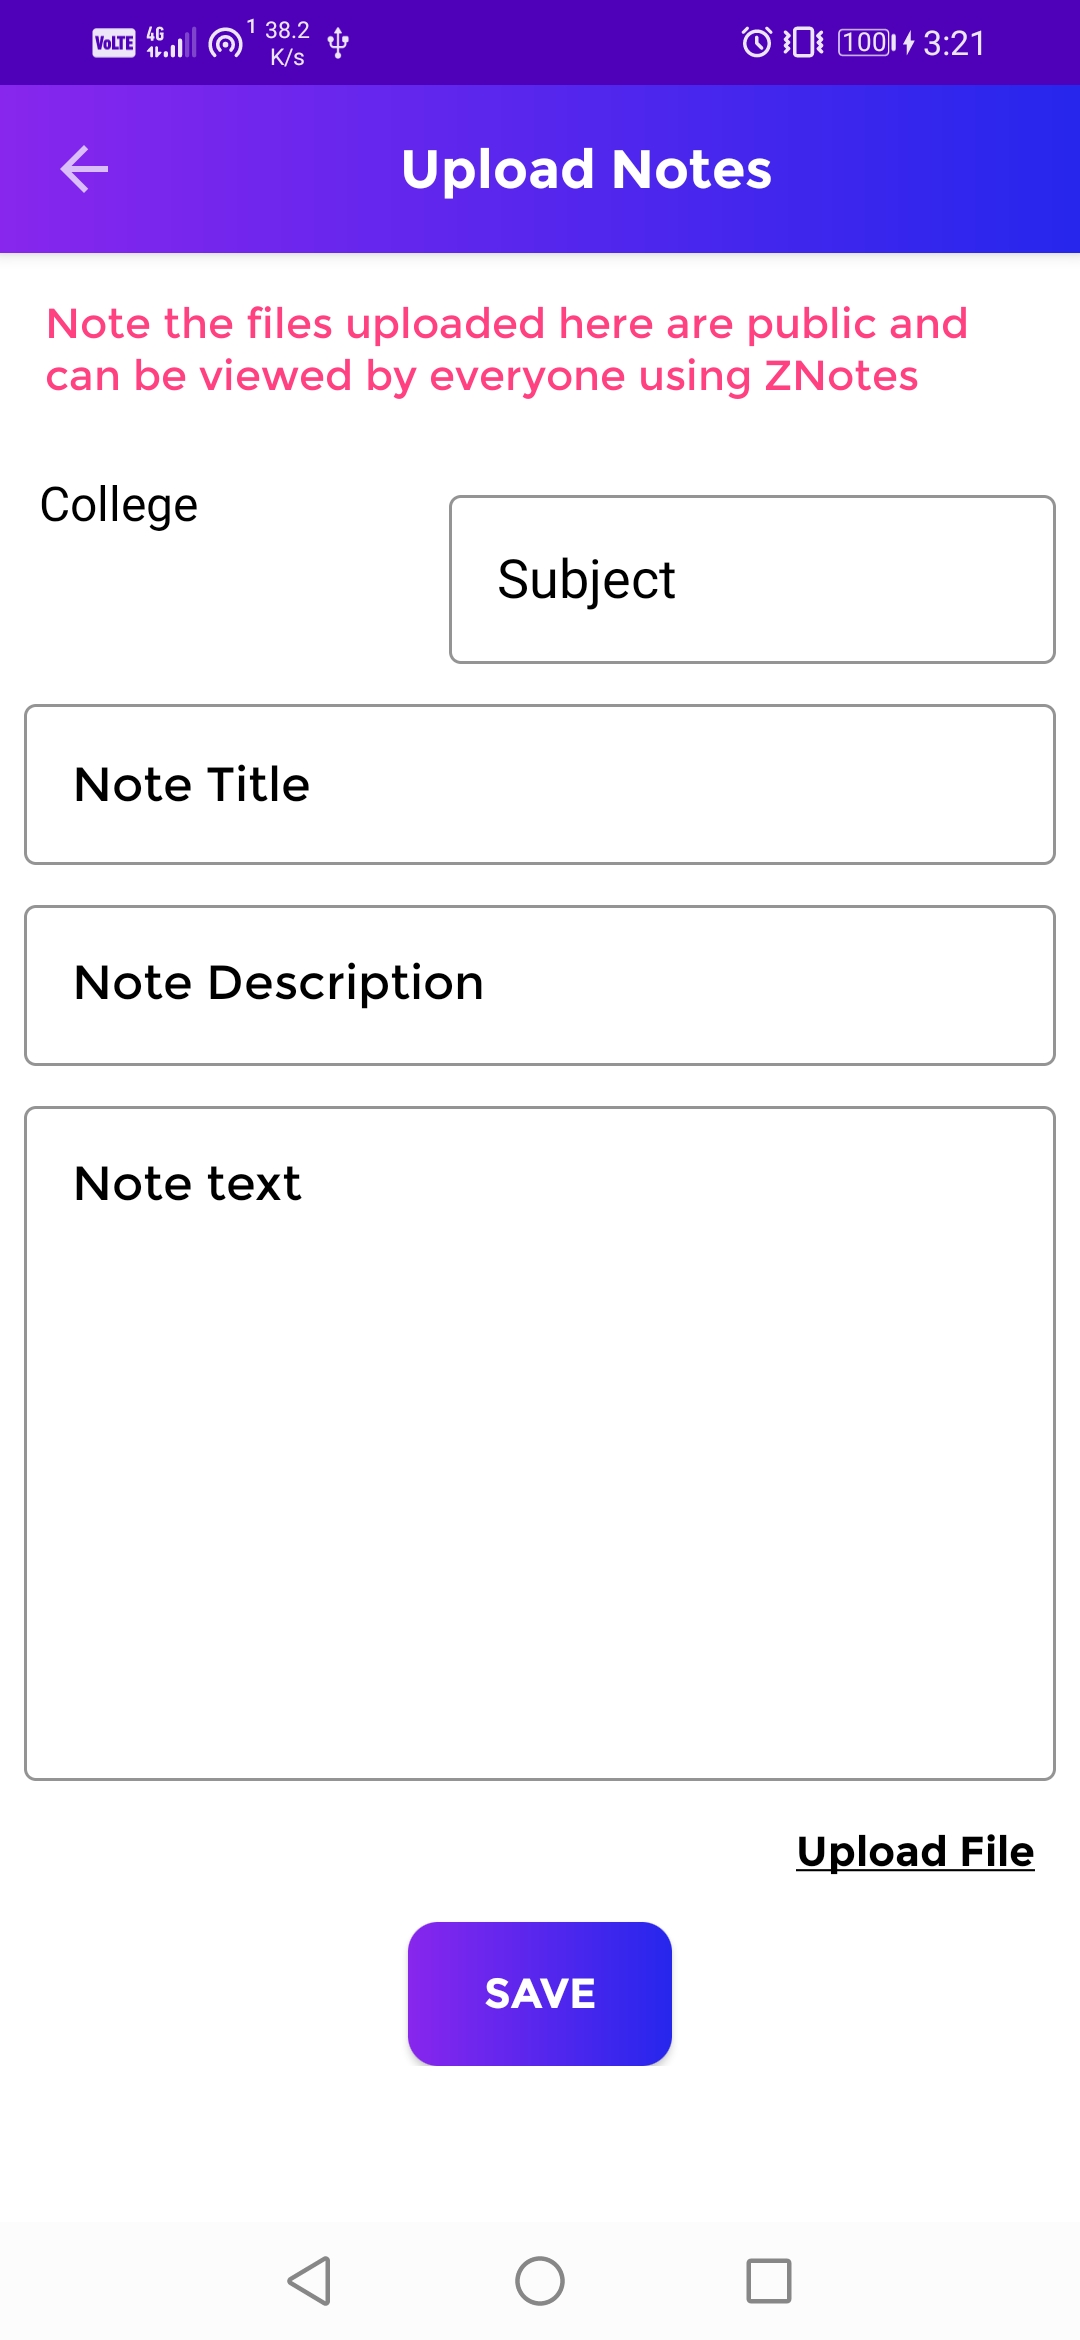 VoLTE 4G 1 38.2 K/s 100 3:21
Upload Notes
Note the files uploaded here are public and
can be viewed by everyone using ZNotes
College
Subject
Note Title
Note Description
Note text
Upload File
SAVE